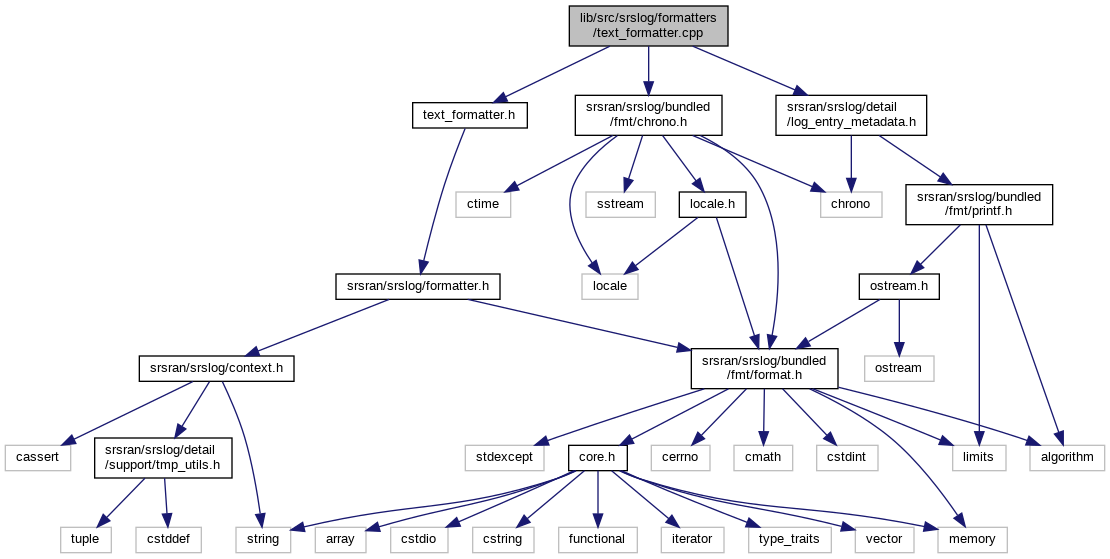 lib/src/srslog/formatters
/text_formatter.cpp
text_formatter.h
srsran/srslog/bundled
/fmt/chrono.h
srsran/srslog/detail
/log_entry_metadata.h
ctime
sstream
locale.h
chrono
srsran/srslog/bundled
/fmt/printf.h
srsran/srslog/formatter.h
locale
ostream.h
srsran/srslog/context.h
srsran/srslog/bundled
/fmt/format.h
ostream
cassert
srsran/srslog/detail
/support/tmp_utils.h
stdexcept
core.h
cerrno
cmath
cstdint
limits
algorithm
tuple
cstddef
string
array
cstdio
cstring
functional
iterator
type_traits
vector
memory